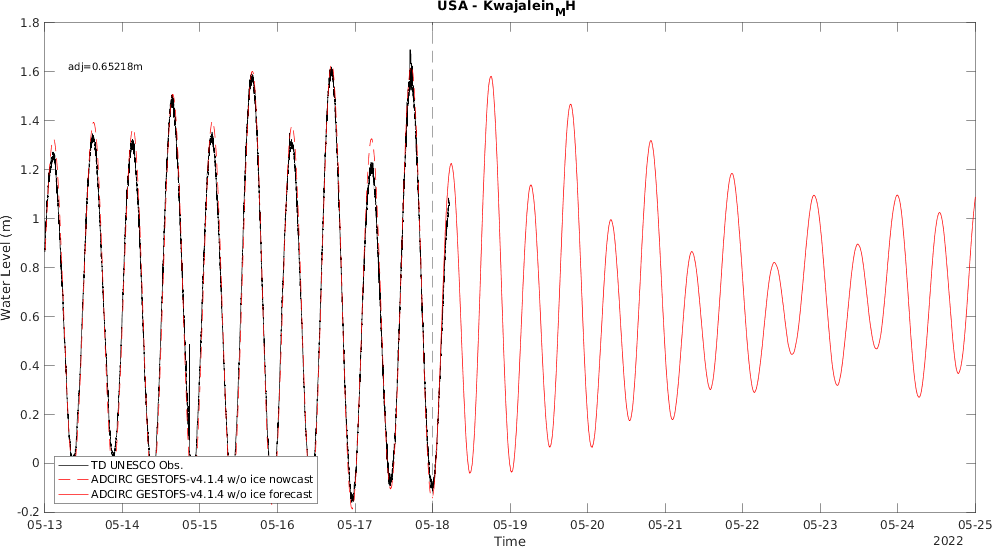 USA - Kwajalein_MH
adj=0.65218m
1.8
1.6
1.4
1.2
1
0.8
0.6
0.4
0.2
0
-0.2
Water Level (m)
TD UNESCO Obs.
ADCIRC GESTOFS-v4.1.4 w/o ice nowcast
ADCIRC GESTOFS-v4.1.4 w/o ice forecast
05-13 05-14 05-15 05-16 05-17 05-18 05-19 05-20 05-21 05-22 05-23 05-24 05-25
Time
2022